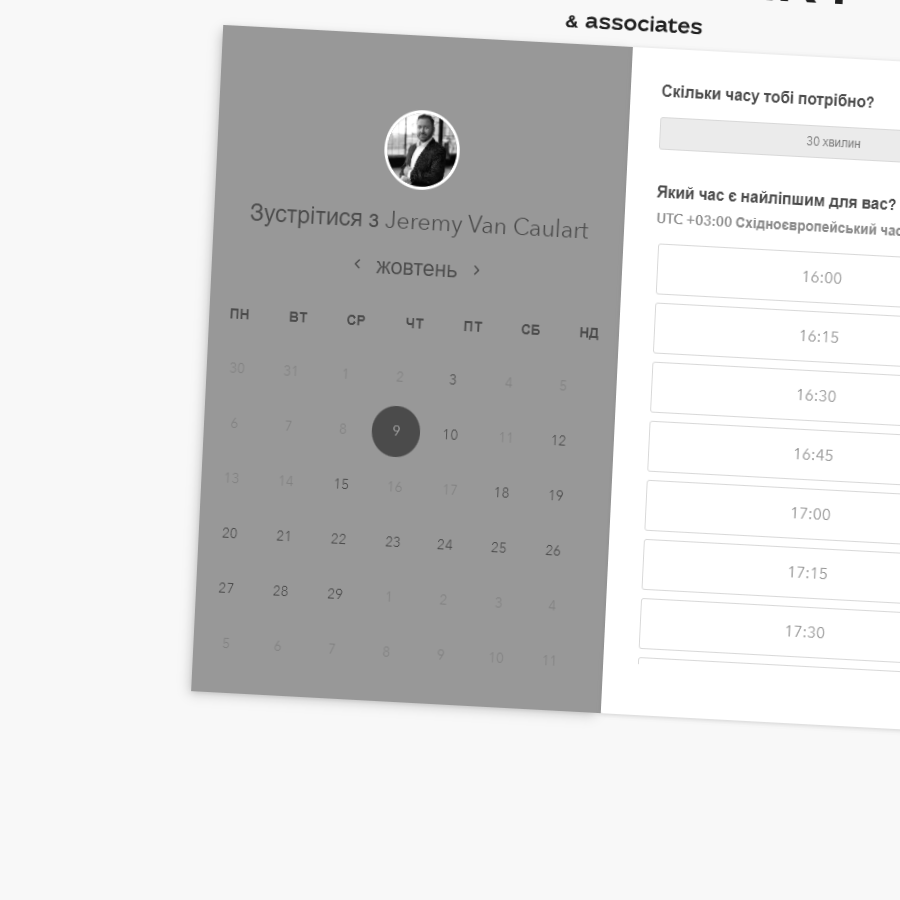 & associates
Зустрітися з Jeremy Van Caulart
‹ жовтень ›
ПН ВТ СР ЧТ ПТ СБ НД
30 31 1 2 3 4 5
6 7 8 9 10 11 12
13 14 15 16 17 18 19
20 21 22 23 24 25 26
27 28 29 1 2 3 4
5 6 7 8 9 10 11
Скільки часу тобі потрібно?
30 хвилин
Який час є найліпшим для вас?
UTC +03:00 Східноєвропейський час
16:00
16:15
16:30
16:45
17:00
17:15
17:30